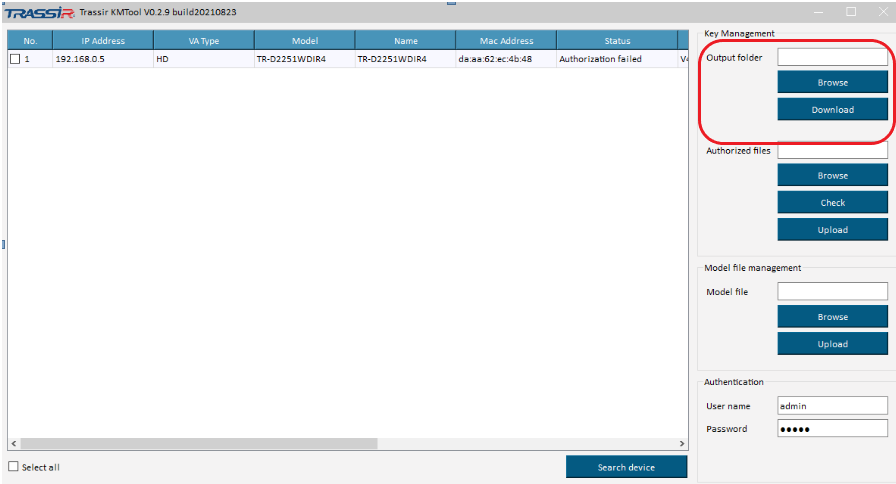 TRASSIR Trassir KMTool V0.2.9 build20210823
No. IP Address VA Type Model Name Mac Address Status
1 192.168.0.5 HD TR-D2251WDIR4 TR-D2251WDIR4 da:aa:62:ec:4b:48 Authorization failed V4
Select all
Search device
Key Management
Output folder
Browse
Download
Authorized files
Browse
Check
Upload
Model file management
Model file
Browse
Upload
Authentication
User name admin
Password •••••